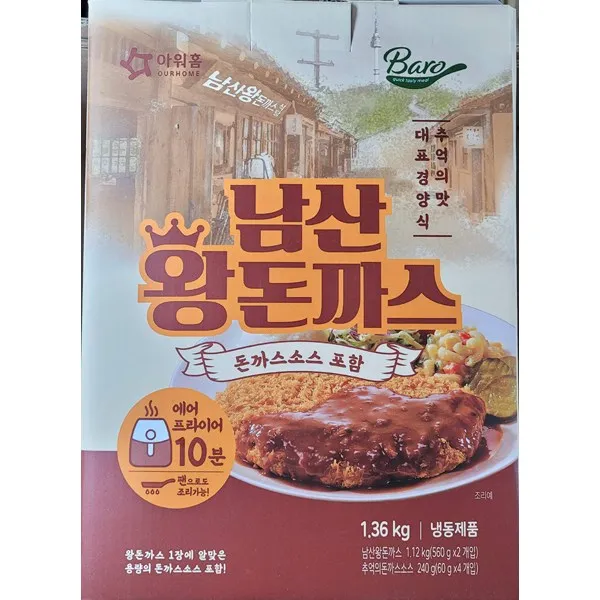 아워홈
OURHOME
Baro
quick tasty meal
남산왕돈까스
추억의 맛
대표경양식
남산
왕돈까스
돈까스소스 포함
에어
프라이어
10분
팬으로도
조리가능!
조리예
1.36 kg | 냉동제품
남산왕돈까스 1.12 kg(560 g x2 개입)
추억의돈까스소스 240 g(60 g x4 개입)
왕돈까스 1장에 알맞은
용량의 돈까스소스 포함!